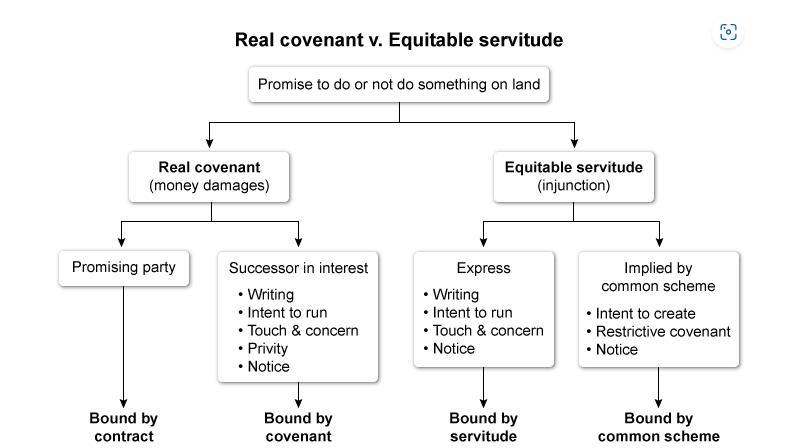 Real covenant v. Equitable servitude
Promise to do or not do something on land
Real covenant
(money damages)
Equitable servitude
(injunction)
Promising party
Successor in interest
• Writing
• Intent to run
• Touch & concern
• Privity
• Notice
Express
• Writing
• Intent to run
• Touch & concern
• Notice
Implied by
common scheme
• Intent to create
• Restrictive covenant
• Notice
Bound by
contract
Bound by
covenant
Bound by
servitude
Bound by
common scheme